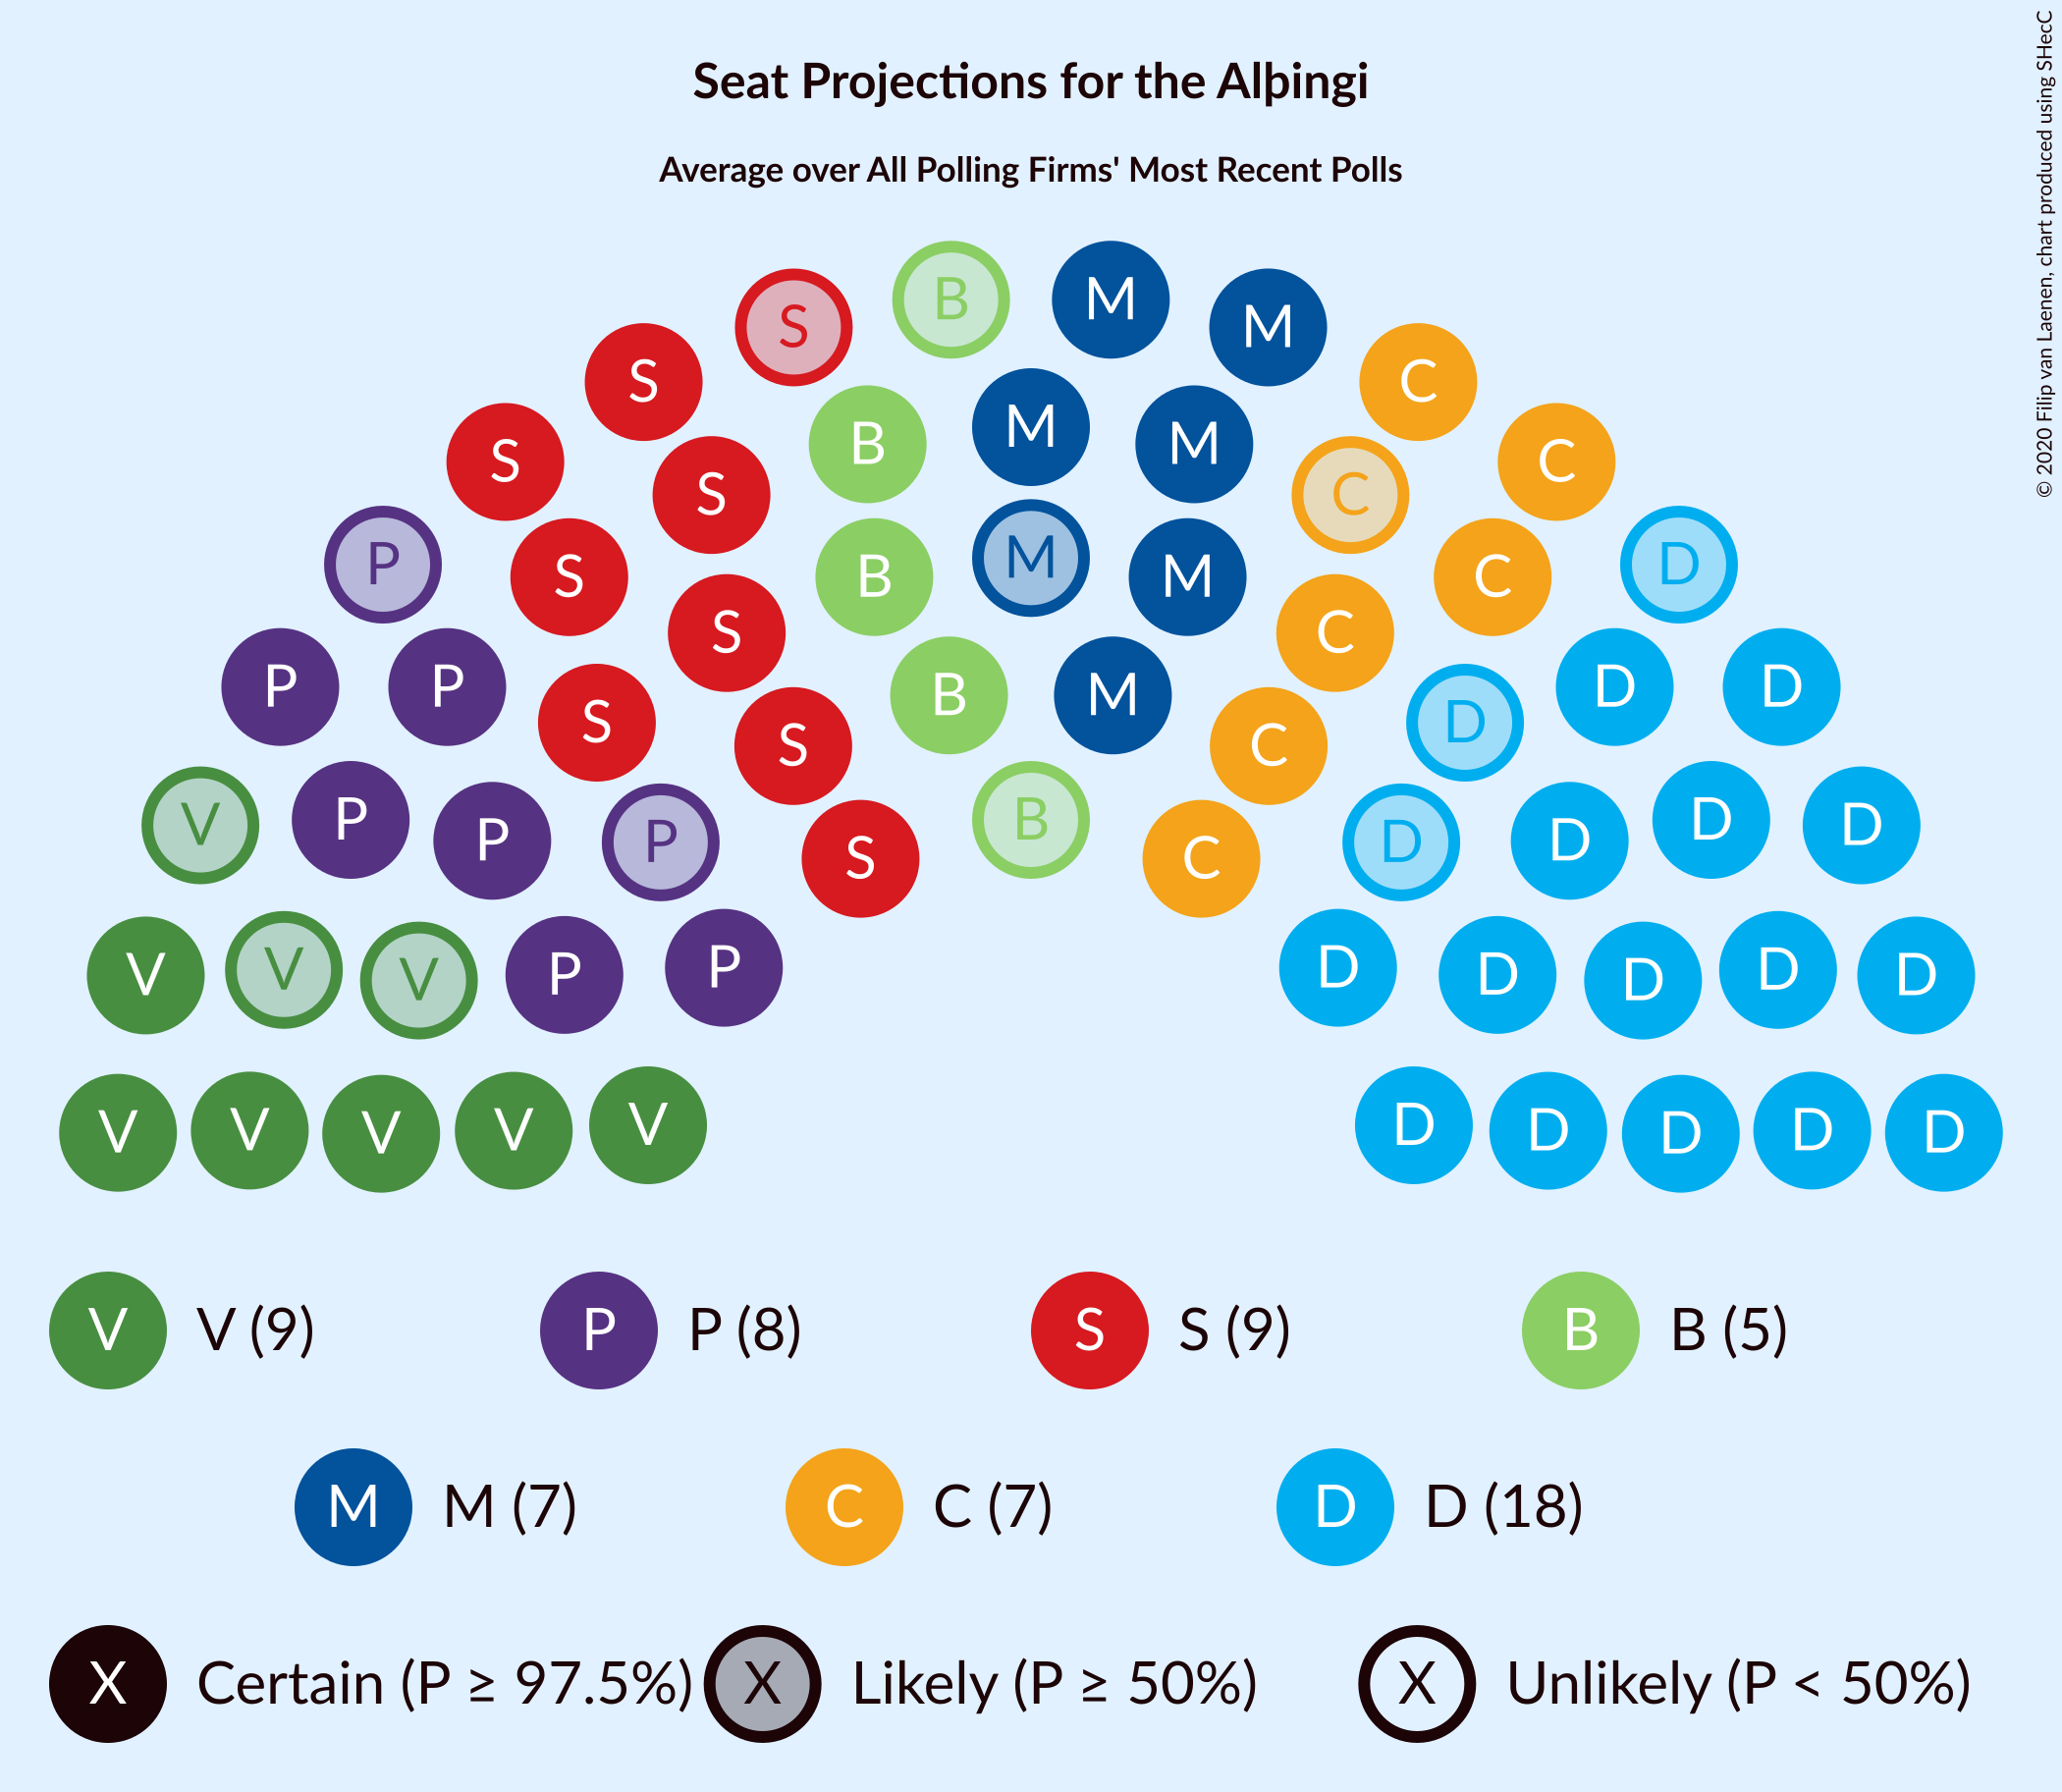 Seat Projections for the Alþingi
Average over All Polling Firms' Most Recent Polls
© 2020 Filip van Laenen, chart produced using SHecC
B M
S M
S C
S B M M C
S C
P S M D
S B M C
S C
P P D D
S B M C
S D
S C
P B D
V P P P D D D
S C
V V P P D D D D
V P D D
V V V V V D D D D D
V V (9) P P (8) S S (9) B B (5)
M M (7) C C (7) D D (18)
X Certain (P ≥ 97.5%) X Likely (P ≥ 50%) X Unlikely (P < 50%)